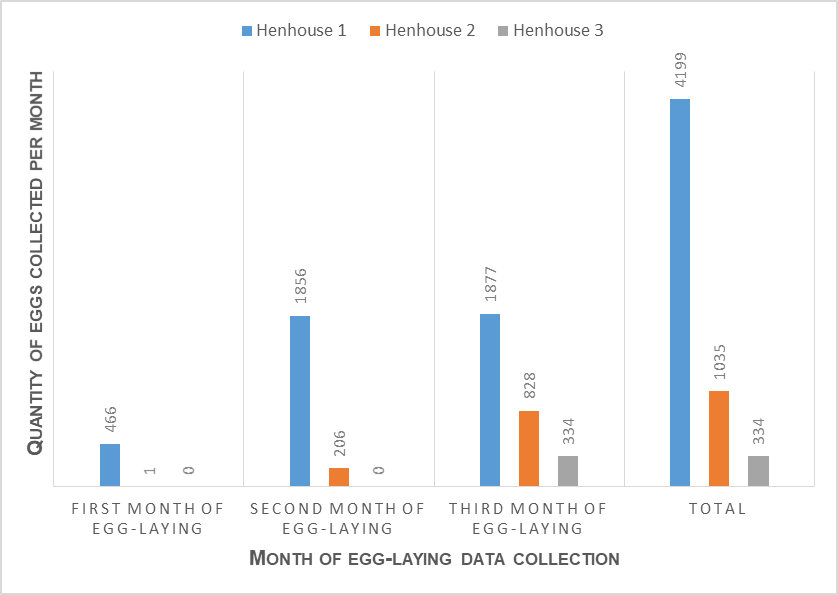 Henhouse 1 Henhouse 2 Henhouse 3
QUANTITY OF EGGS COLLECTED PER MONTH
466 1 0
1856 206 0
1877 828 334
4199 1035 334
FIRST MONTH OF
EGG-LAYING
SECOND MONTH OF
EGG-LAYING
THIRD MONTH OF
EGG-LAYING
TOTAL
MONTH OF EGG-LAYING DATA COLLECTION